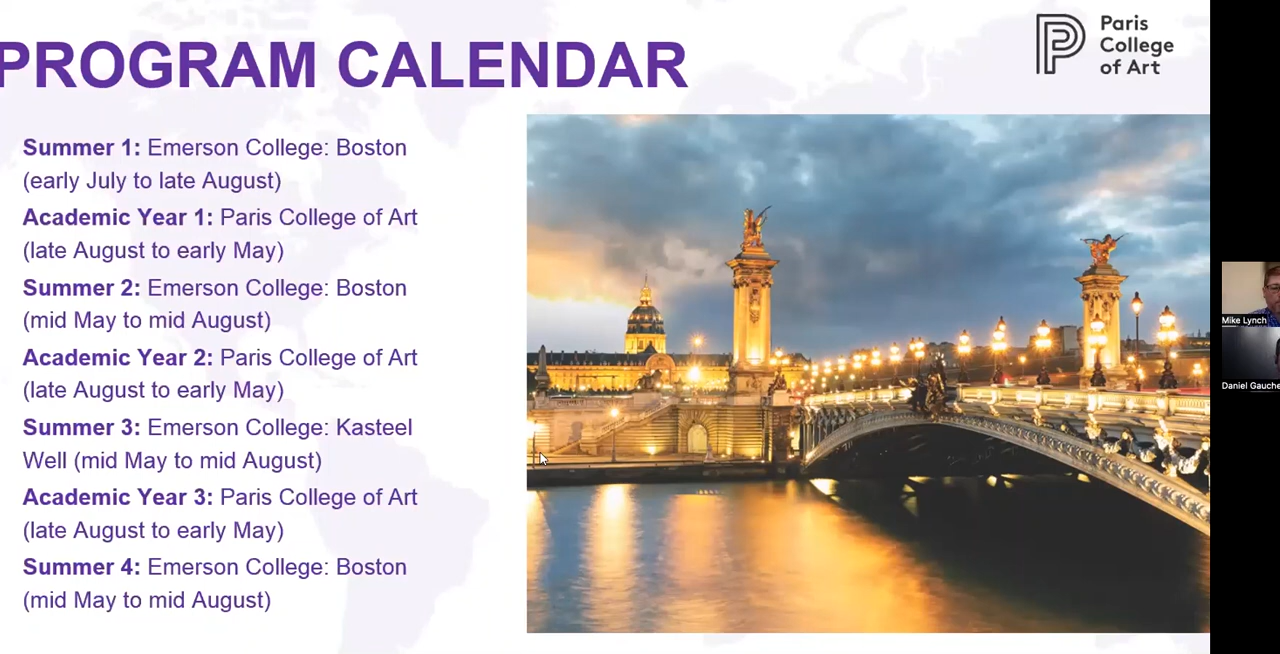 PROGRAM CALENDAR
Paris
College
of Art
Summer 1: Emerson College: Boston
(early July to late August)
Academic Year 1: Paris College of Art
(late August to early May)
Summer 2: Emerson College: Boston
(mid May to mid August)
Academic Year 2: Paris College of Art
(late August to early May)
Summer 3: Emerson College: Kasteel
Well (mid May to mid August)
Academic Year 3: Paris College of Art
(late August to early May)
Summer 4: Emerson College: Boston
(mid May to mid August)
Mike Lynch
Daniel Gauche